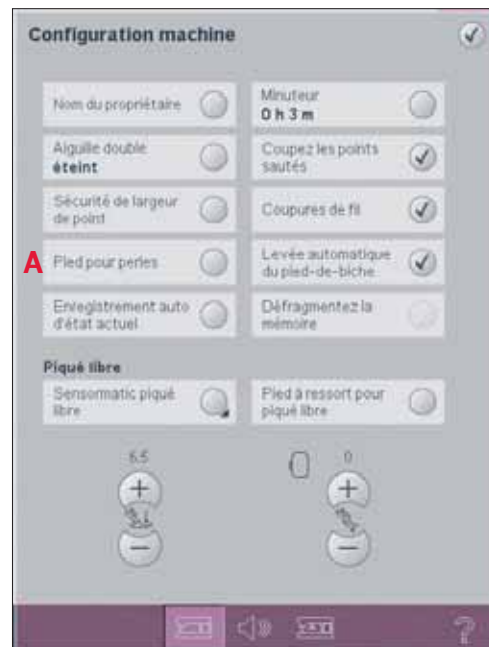 Configuration machine
Nom du propriétaire
Minuteur
0 h 3 m
Aiguille double
éteint
Coupez les points
sautés
Sécurité de largeur
de point
Coupures de fil
A
Pied pour perles
Levée automatique
du pied-de-biche
Enregistrement auto
d'état actuel
Défragmentez la
mémoire
Piqué libre
Sensormatic piqué
libre
Pied à ressort pour
piqué libre
6.5
0
+
+
−
−
?